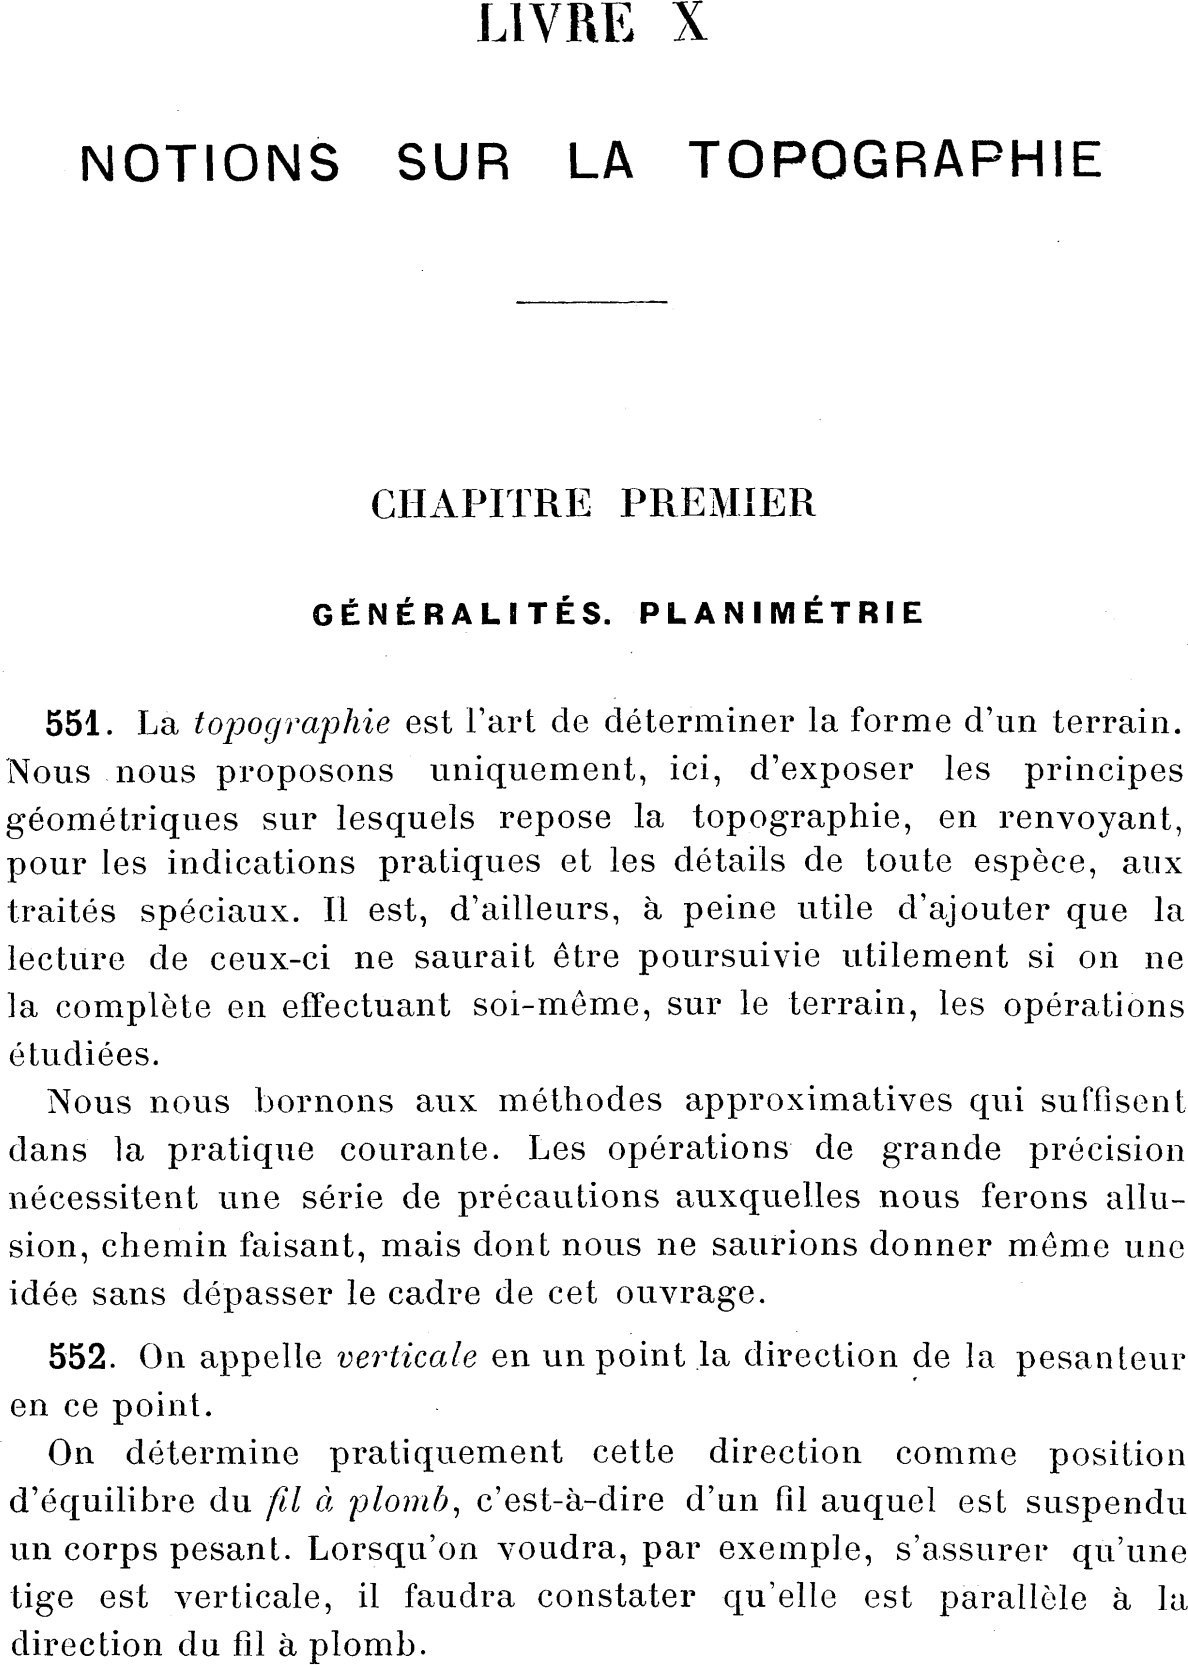 LIVRE X
NOTIONS SUR LA TOPOGRAPHIE
CHAPITRE PREMIER
GÉNÉRALITÉS. PLANIMÉTRIE
551. La topographie est l'art de déterminer la forme d'un terrain.
Nous nous proposons uniquement, ici, d'exposer les principes
géométriques sur lesquels repose la topographie, en renvoyant,
pour les indications pratiques et les détails de toute espèce, aux
traités spéciaux. Il est, d'ailleurs, à peine utile d'ajouter que la
lecture de ceux-ci ne saurait être poursuivie utilement si on ne
la complète en effectuant soi-même, sur le terrain, les opérations
étudiées.
Nous nous bornons aux méthodes approximatives qui suffisent
dans la pratique courante. Les opérations de grande précision
nécessitent une série de précautions auxquelles nous ferons allu-
sion, chemin faisant, mais dont nous ne saurions donner même une
idée sans dépasser le cadre de cet ouvrage.
552. On appelle verticale en un point la direction de la pesanteur
en ce point.
On détermine pratiquement cette direction comme position
d'équilibre du fil à plomb, c'est-à-dire d'un fil auquel est suspendu
un corps pesant. Lorsqu'on voudra, par exemple, s'assurer qu'une
tige est verticale, il faudra constater qu'elle est parallèle à la
direction du fil à plomb.